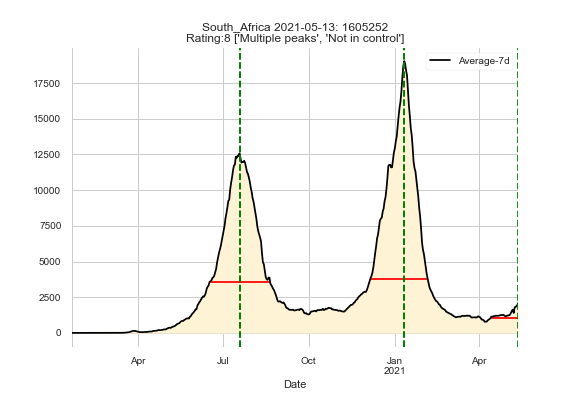 South_Africa 2021-05-13: 1605252
Rating:8 ['Multiple peaks', 'Not in control']
Average-7d
17500
15000
12500
10000
7500
5000
2500
0
Apr Jul Oct Jan Apr
2021
Date